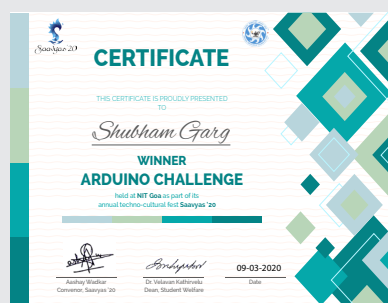 Saavyas 20
CERTIFICATE
THIS CERTIFICATE IS PROUDLY PRESENTED
TO
Shubham Garg
WINNER
ARDUINO CHALLENGE
held at NIT Goa as part of its
annual techno-cultural fest Saavyas '20
09-03-2020
Aashay Wadkar
Convenor, Saavyas '20
Dr. Velavan Kathirvelu
Dean, Student Welfare
Date